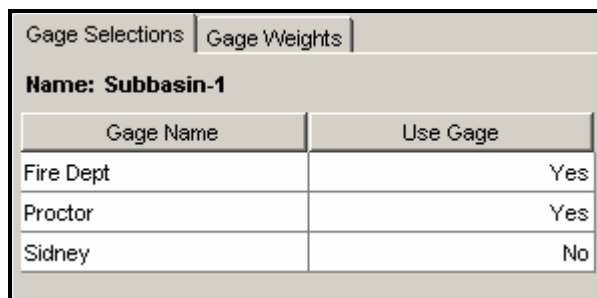 Gage Selections Gage Weights
Name: Subbasin-1
Gage Name Use Gage
Fire Dept Yes
Proctor Yes
Sidney No